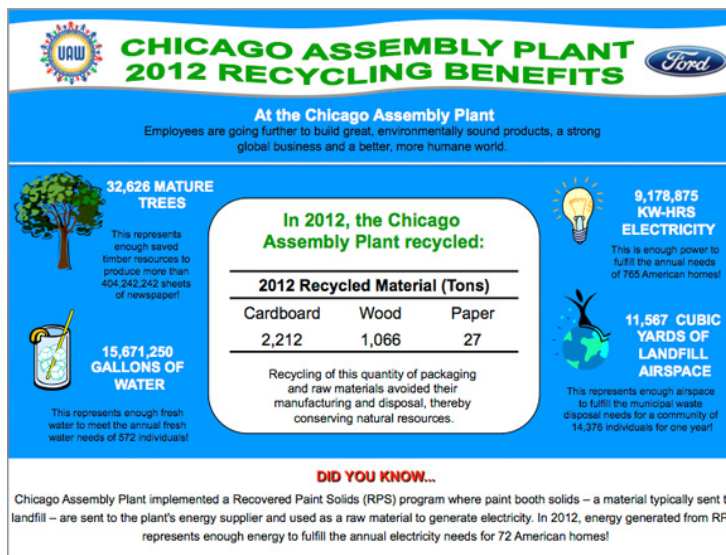 UAW
CHICAGO ASSEMBLY PLANT
2012 RECYCLING BENEFITS
Ford
At the Chicago Assembly Plant
Employees are going further to build great, environmentally sound products, a strong
global business and a better, more humane world.
32,626 MATURE
TREES
This represents
enough saved
timber resources to
produce more than
404,242,242 sheets
of newspaper!
15,671,250
GALLONS OF
WATER
This represents enough fresh
water to meet the annual fresh
water needs of 572 individuals!
In 2012, the Chicago
Assembly Plant recycled:
2012 Recycled Material (Tons)
Cardboard Wood Paper
2,212 1,066 27
Recycling of this quantity of packaging
and raw materials avoided their
manufacturing and disposal, thereby
conserving natural resources.
9,178,875
KW-HRS
ELECTRICITY
This is enough power to
fulfill the annual needs
of 765 American homes!
11,567 CUBIC
YARDS OF
LANDFILL
AIRSPACE
This represents enough airspace
to fulfill the municipal waste
disposal needs for a community of
14,376 individuals for one year!
DID YOU KNOW...
Chicago Assembly Plant implemented a Recovered Paint Solids (RPS) program where paint booth solids – a material typically sent t
landfill – are sent to the plant's energy supplier and used as a raw material to generate electricity. In 2012, energy generated from RP
represents enough energy to fulfill the annual electricity needs for 72 American homes!